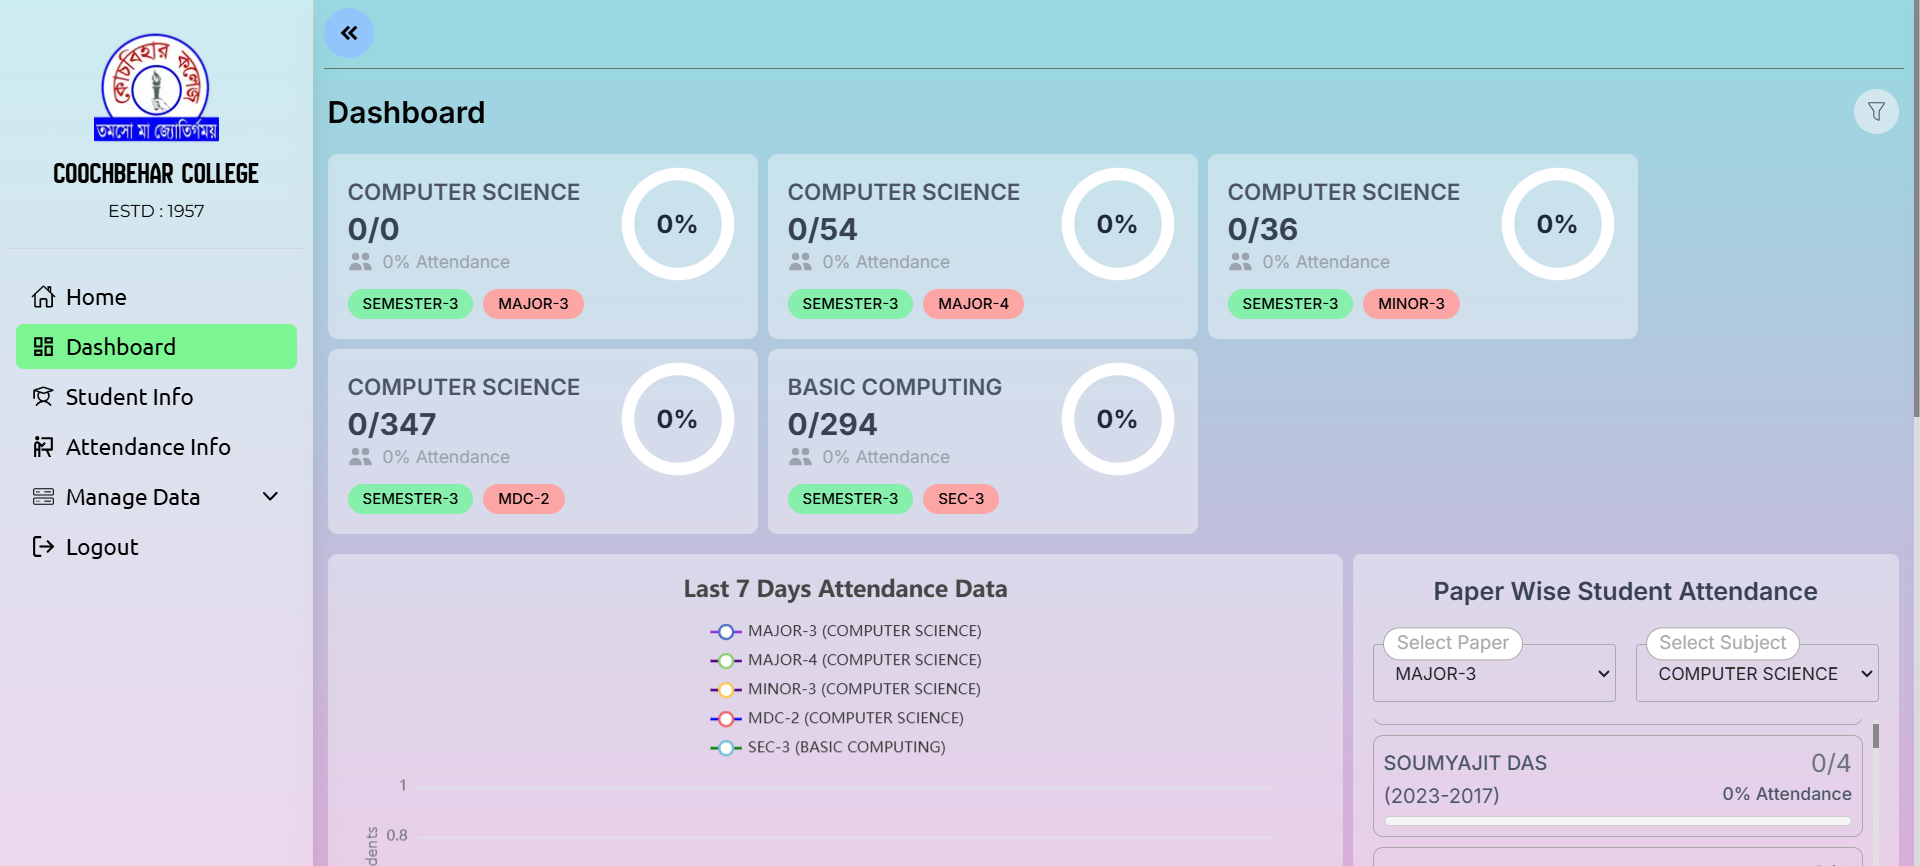 কোচবিহার কলেজ
তমসো মা জ্যোতির্গময়
COOCHBEHAR COLLEGE
ESTD : 1957
Home
Dashboard
Student Info
Attendance Info
Manage Data
Logout
Dashboard
COMPUTER SCIENCE
0/0
0% Attendance
0%
SEMESTER-3 MAJOR-3
COMPUTER SCIENCE
0/54
0% Attendance
0%
SEMESTER-3 MAJOR-4
COMPUTER SCIENCE
0/36
0% Attendance
0%
SEMESTER-3 MINOR-3
COMPUTER SCIENCE
0/347
0% Attendance
0%
SEMESTER-3 MDC-2
BASIC COMPUTING
0/294
0% Attendance
0%
SEMESTER-3 SEC-3
Last 7 Days Attendance Data
MAJOR-3 (COMPUTER SCIENCE)
MAJOR-4 (COMPUTER SCIENCE)
MINOR-3 (COMPUTER SCIENCE)
MDC-2 (COMPUTER SCIENCE)
SEC-3 (BASIC COMPUTING)
1
0.8
Paper Wise Student Attendance
Select Paper
MAJOR-3
Select Subject
COMPUTER SCIENCE
SOUMYAJIT DAS 0/4
(2023-2017) 0% Attendance